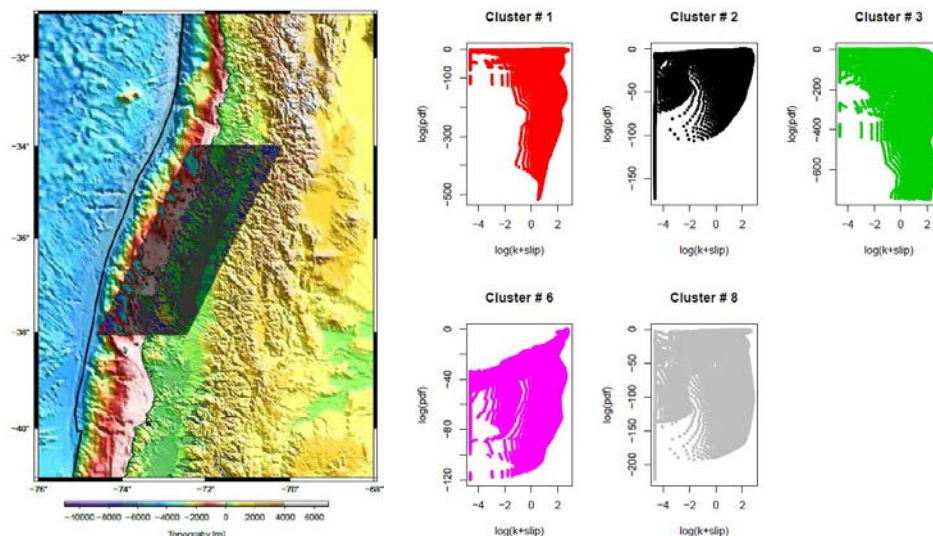 Cluster # 1
Cluster # 2
Cluster # 3
-32°
-34°
-36°
-38°
-40°
-76°
-74°
-72°
-70°
-68°
-10000 -8000 -6000 -4000 -2000 0 2000 4000 6000
Topography [m]
log(pdf)
0
-100
-300
-500
-4 -2 0 2
log(k+slip)
log(pdf)
0
-50
-100
-150
-4 -2 0 2
log(k+slip)
log(pdf)
0
-200
-400
-600
-4 -2 0 2
log(k+slip)
Cluster # 6
Cluster # 8
log(pdf)
0
-40
-80
-120
-4 -2 0 2
log(k+slip)
log(pdf)
0
-50
-100
-150
-200
-4 -2 0 2
log(k+slip)